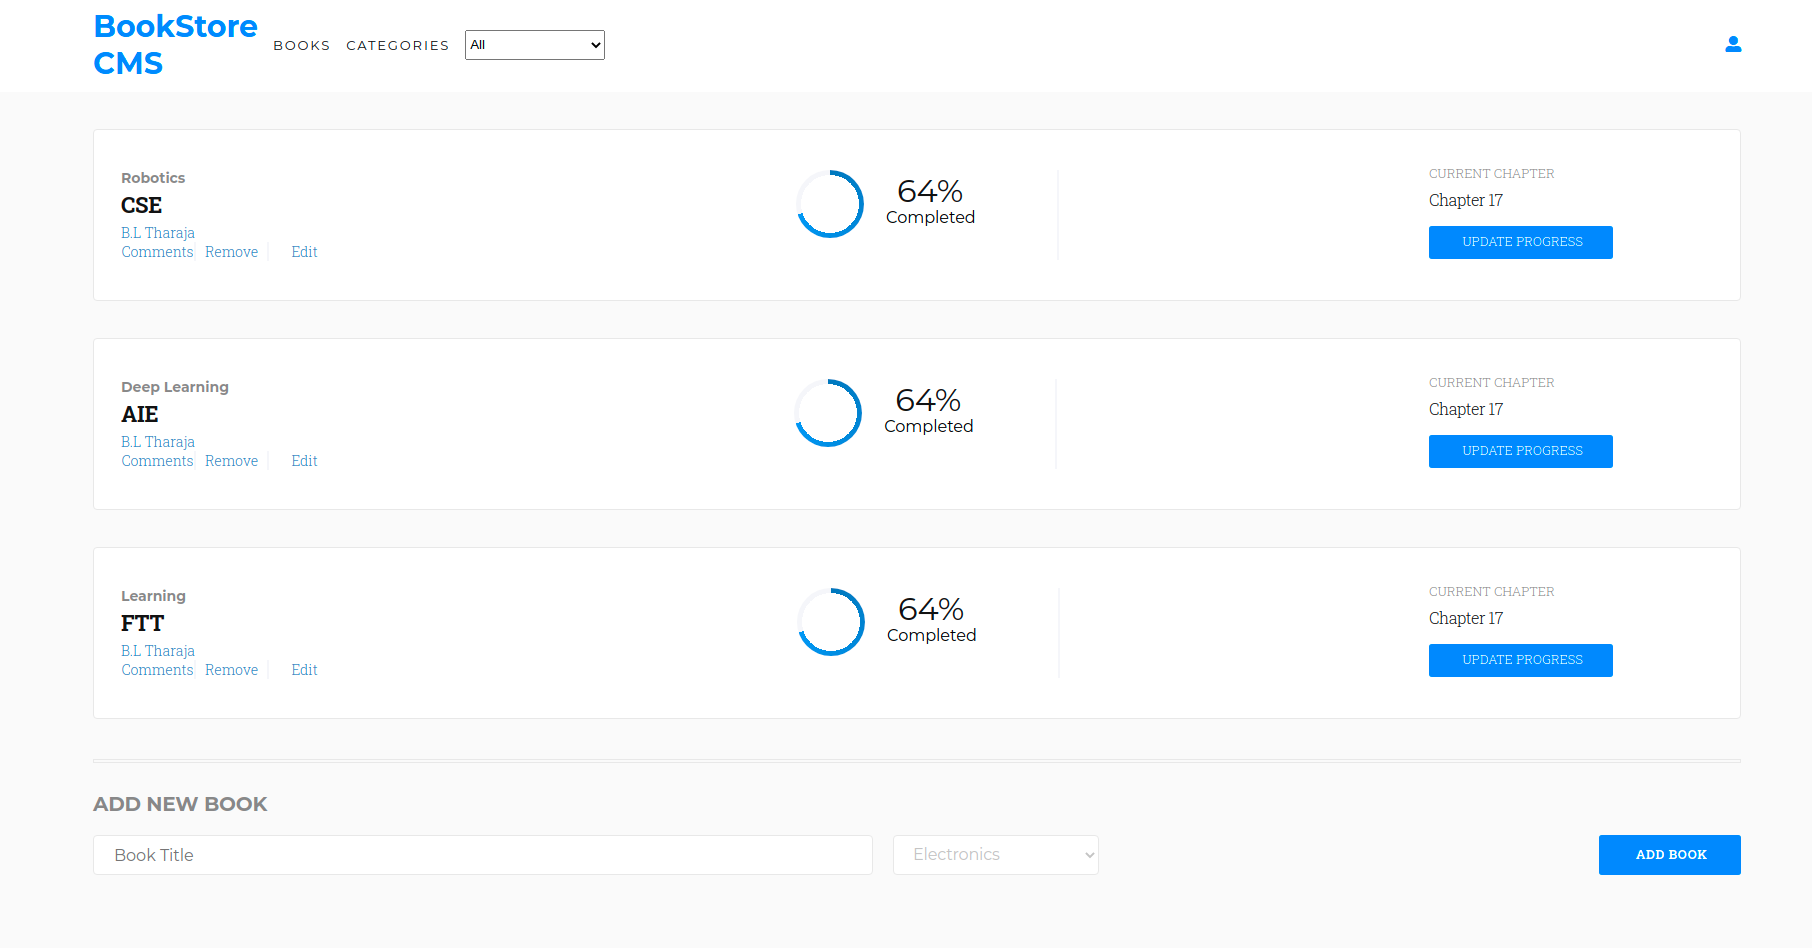 BookStore
CMS
BOOKS CATEGORIES All
Robotics
CSE
B.L Tharaja
Comments Remove Edit
64%
Completed
CURRENT CHAPTER
Chapter 17
UPDATE PROGRESS
Deep Learning
AIE
B.L Tharaja
Comments Remove Edit
64%
Completed
CURRENT CHAPTER
Chapter 17
UPDATE PROGRESS
Learning
FTT
B.L Tharaja
Comments Remove Edit
64%
Completed
CURRENT CHAPTER
Chapter 17
UPDATE PROGRESS
ADD NEW BOOK
Book Title Electronics ADD BOOK